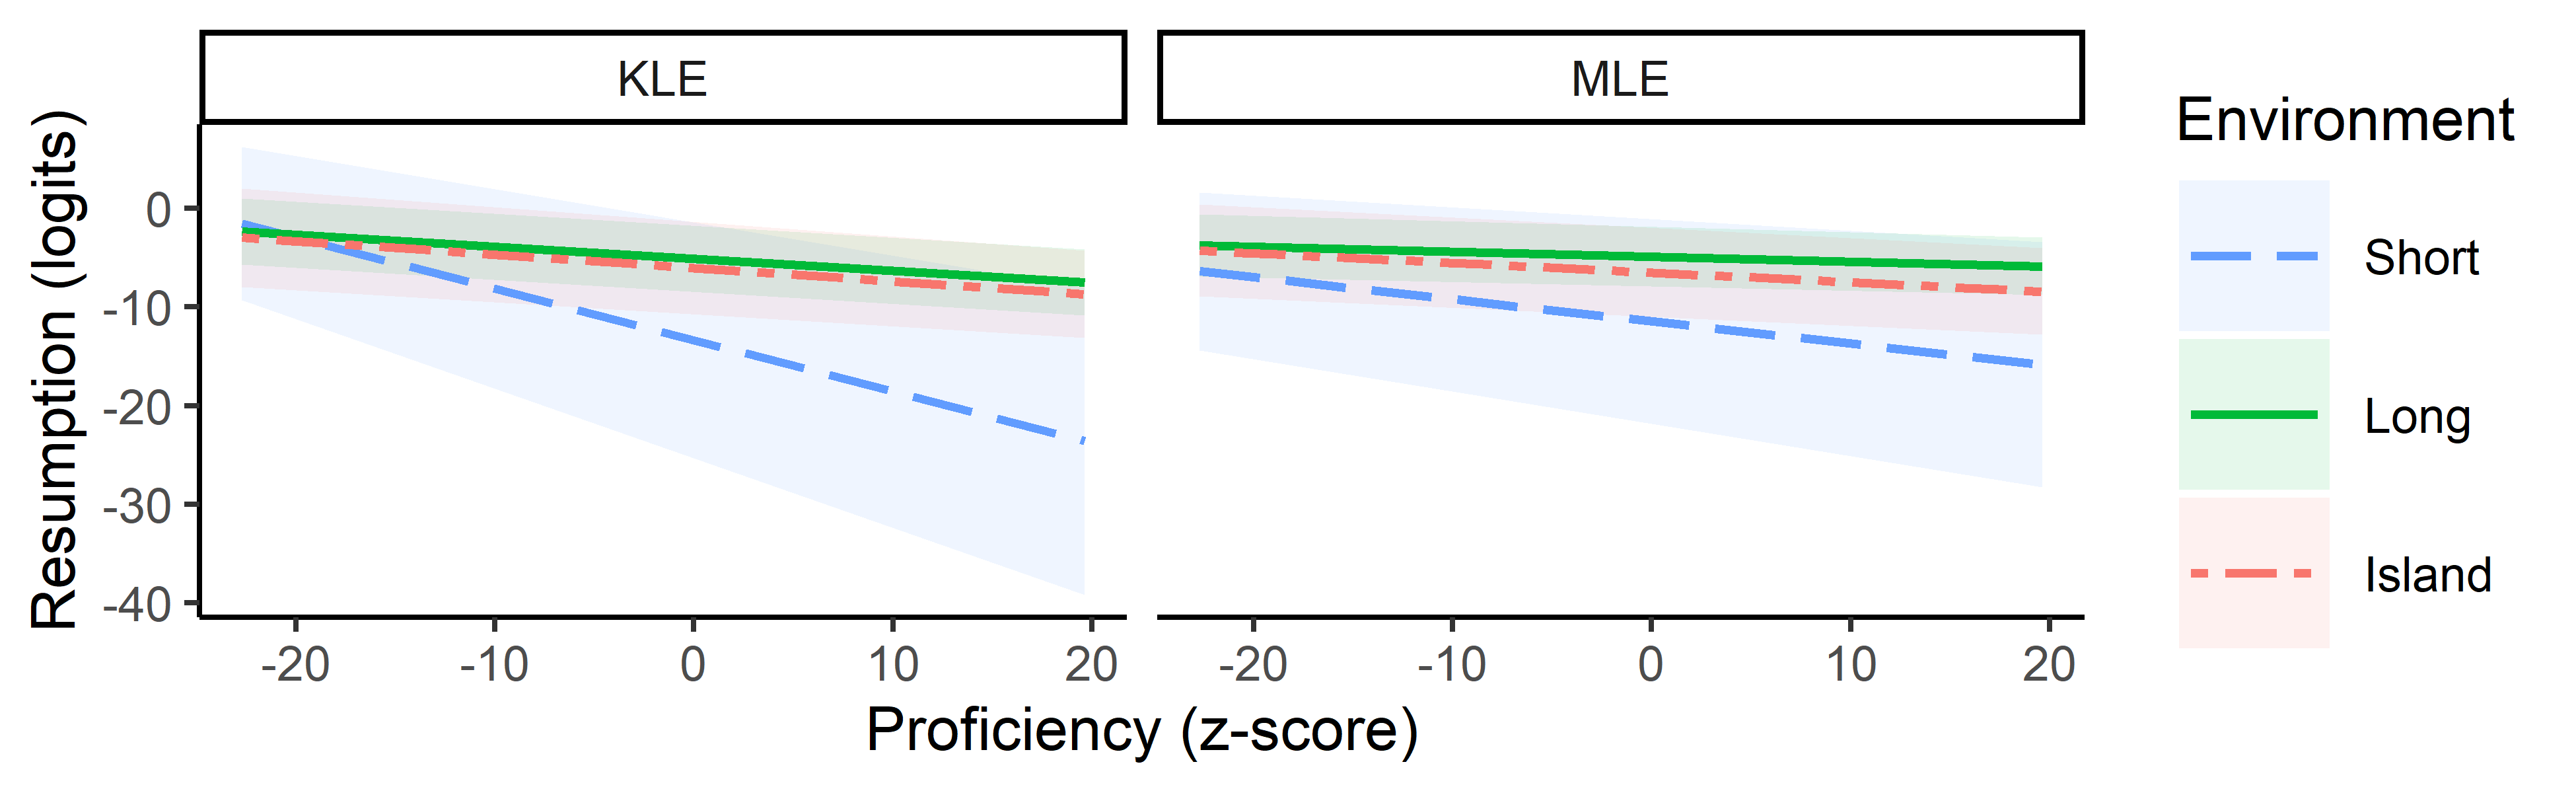 KLE
MLE
Resumption (logits)
0
-10
-20
-30
-40
-20 -10 0 10 20
-20 -10 0 10 20
Proficiency (z-score)
Environment
Short
Long
Island